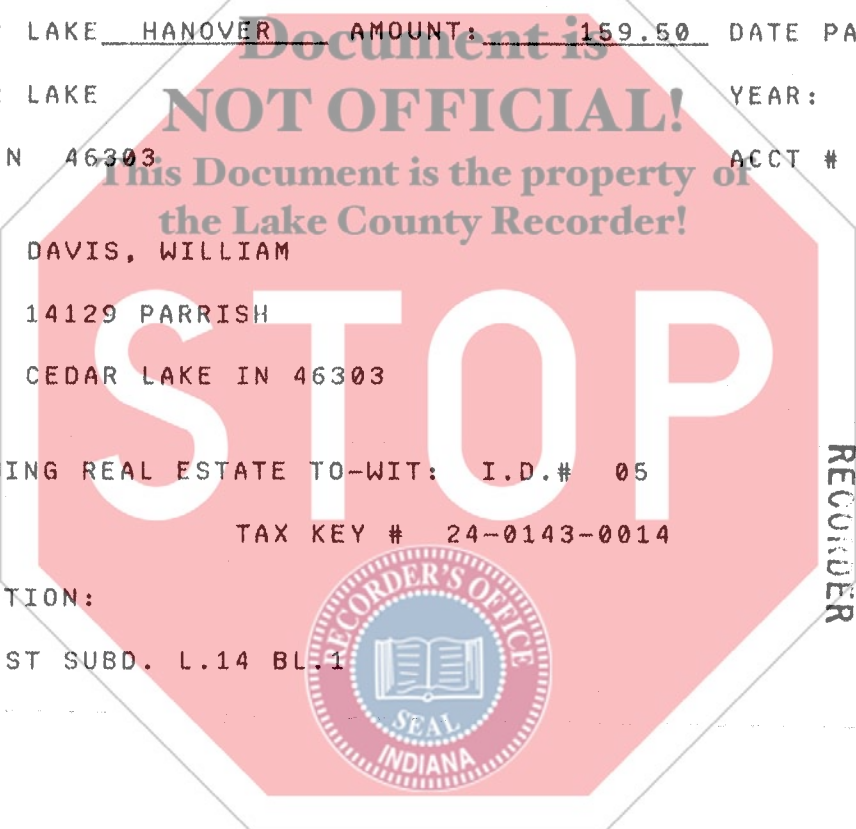 LAKE HANOVER AMOUNT: 159.50 DATE PA
Document is
LAKE YEAR:
NOT OFFICIAL!
N 46303 ACCT #
This Document is the property of
the Lake County Recorder!
DAVIS, WILLIAM
14129 PARRISH
CEDAR LAKE IN 46303
STOP
ING REAL ESTATE TO-WIT: I.D.# 05
RECORDER
TAX KEY # 24-0143-0014
TION:
ST SUBD. L.14 BL.1
RECORDER'S OFFICE
SEAL
INDIANA